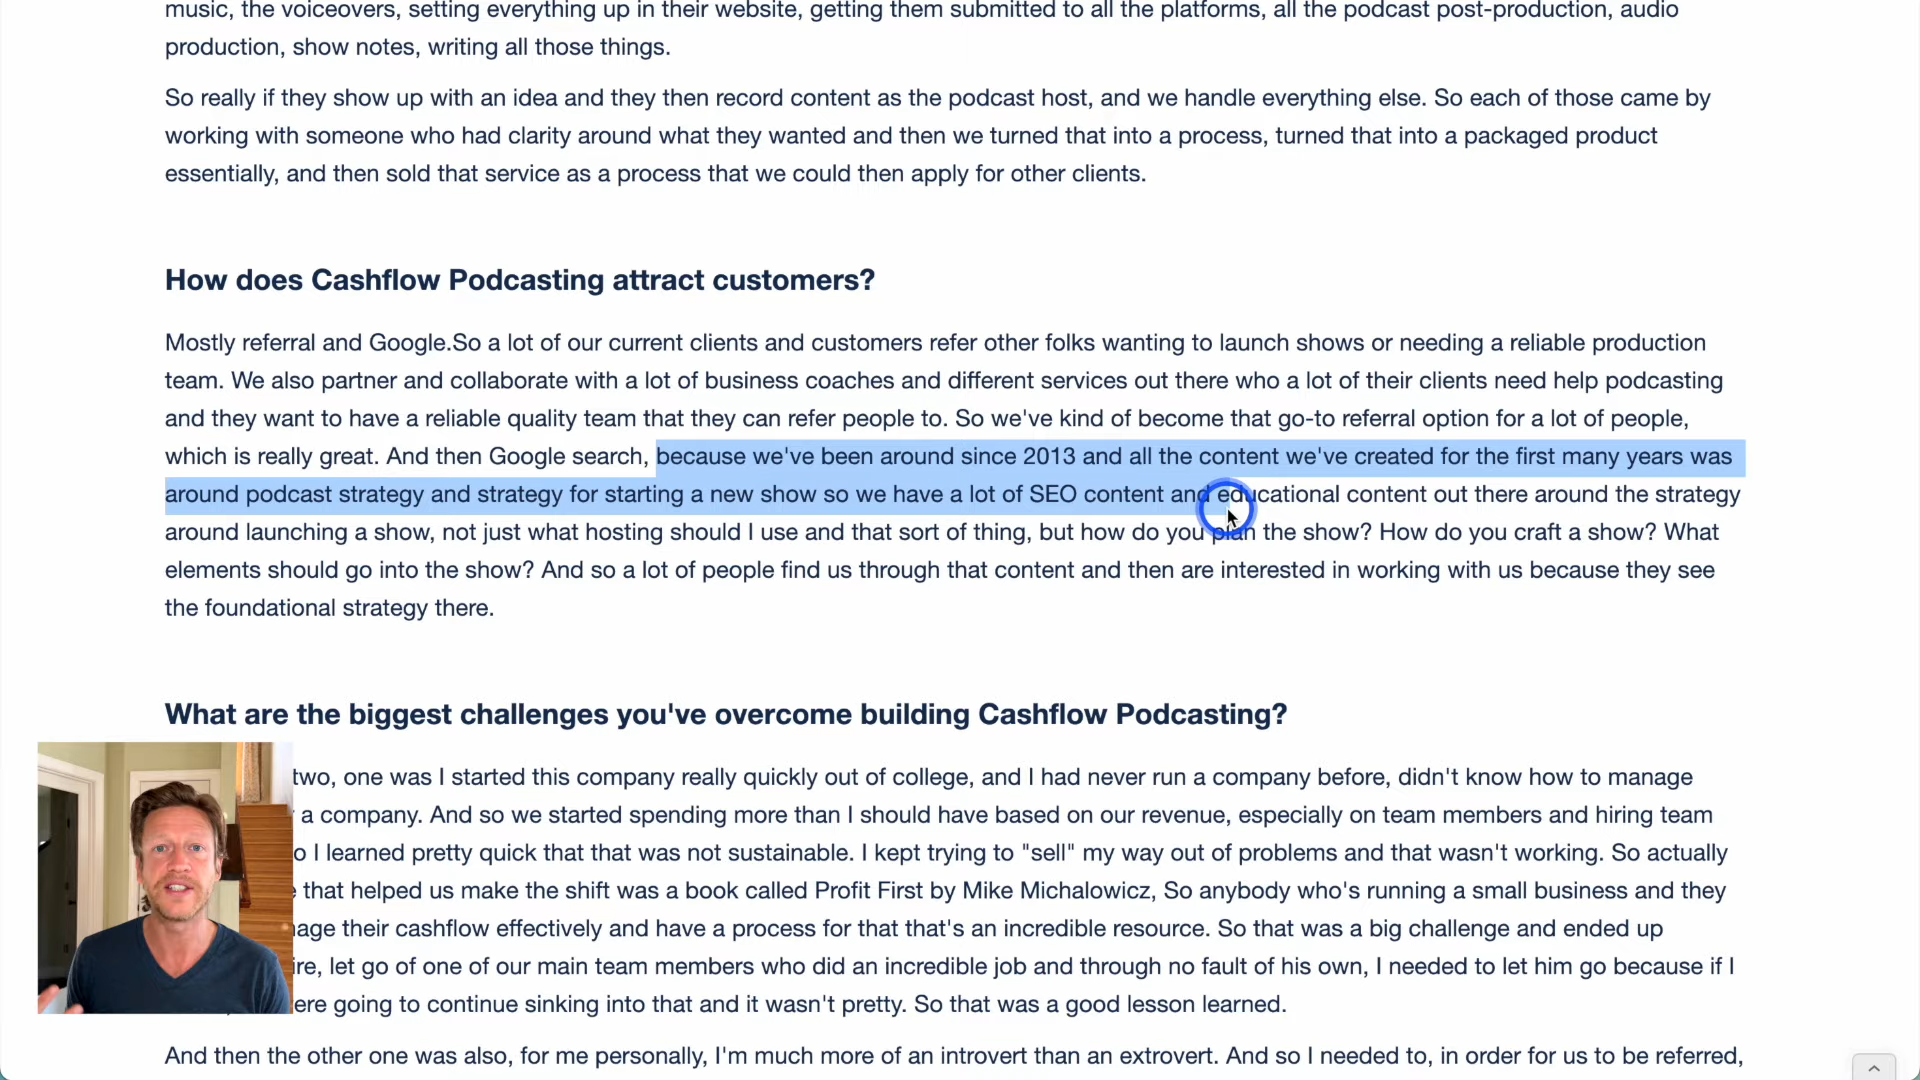 music, the voiceovers, setting everything up in their website, getting them submitted to all the platforms, all the podcast post-production, audio
production, show notes, writing all those things.
So really if they show up with an idea and they then record content as the podcast host, and we handle everything else. So each of those came by
working with someone who had clarity around what they wanted and then we turned that into a process, turned that into a packaged product
essentially, and then sold that service as a process that we could then apply for other clients.
How does Cashflow Podcasting attract customers?
Mostly referral and Google.So a lot of our current clients and customers refer other folks wanting to launch shows or needing a reliable production
team. We also partner and collaborate with a lot of business coaches and different services out there who a lot of their clients need help podcasting
and they want to have a reliable quality team that they can refer people to. So we've kind of become that go-to referral option for a lot of people,
which is really great. And then Google search, because we've been around since 2013 and all the content we've created for the first many years was
around podcast strategy and strategy for starting a new show so we have a lot of SEO content and educational content out there around the strategy
around launching a show, not just what hosting should I use and that sort of thing, but how do you plan the show? How do you craft a show? What
elements should go into the show? And so a lot of people find us through that content and then are interested in working with us because they see
the foundational strategy there.
What are the biggest challenges you've overcome building Cashflow Podcasting?
two, one was I started this company really quickly out of college, and I had never run a company before, didn't know how to manage
a company. And so we started spending more than I should have based on our revenue, especially on team members and hiring team
I learned pretty quick that that was not sustainable. I kept trying to "sell" my way out of problems and that wasn't working. So actually
that helped us make the shift was a book called Profit First by Mike Michalowicz, So anybody who's running a small business and they
their cashflow effectively and have a process for that that's an incredible resource. So that was a big challenge and ended up
let go of one of our main team members who did an incredible job and through no fault of his own, I needed to let him go because if I
going to continue sinking into that and it wasn't pretty. So that was a good lesson learned.
And then the other one was also, for me personally, I'm much more of an introvert than an extrovert. And so I needed to, in order for us to be referred,